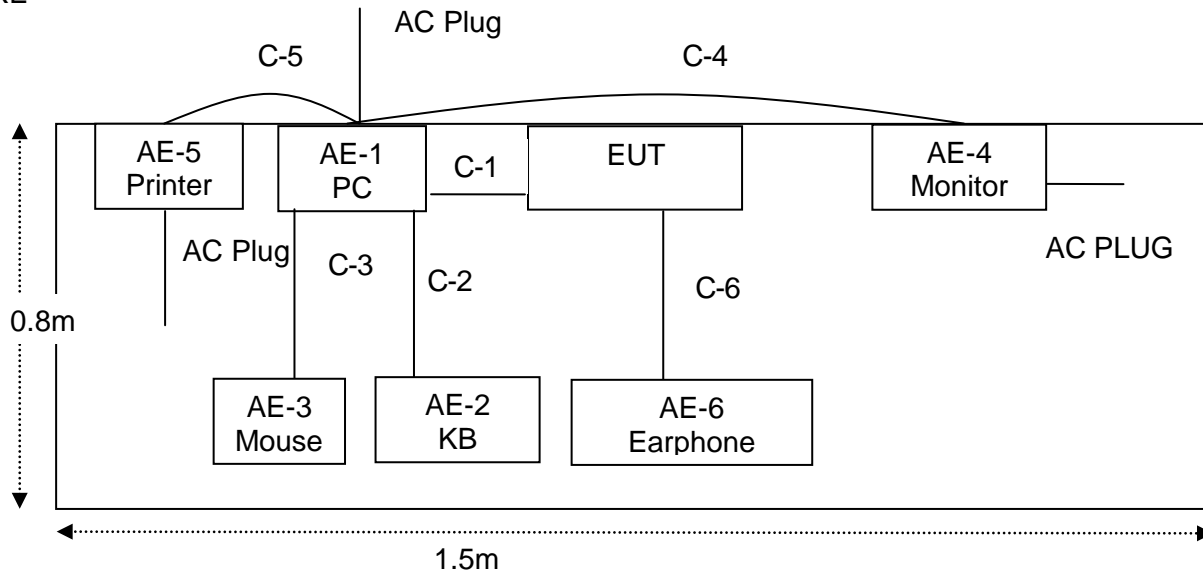 AC Plug
C-5
C-4
AE-5
Printer
AE-1
PC
C-1
EUT
AE-4
Monitor
AC Plug
C-3
C-2
C-6
AC PLUG
0.8m
AE-3
Mouse
AE-2
KB
AE-6
Earphone
1.5m